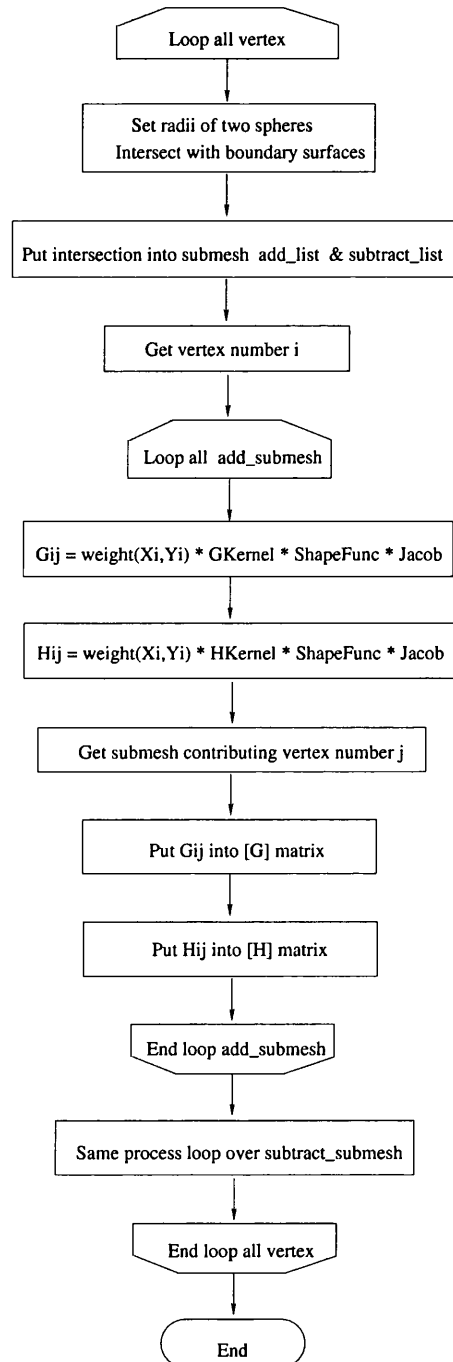 Loop all vertex
Set radii of two spheres
Intersect with boundary surfaces
Put intersection into submesh add_list & subtract_list
Get vertex number i
Loop all add_submesh
Gij = weight(Xi,Yi) * GKernel * ShapeFunc * Jacob
Hij = weight(Xi,Yi) * HKernel * ShapeFunc * Jacob
Get submesh contributing vertex number j
Put Gij into [G] matrix
Put Hij into [H] matrix
End loop add_submesh
Same process loop over subtract_submesh
End loop all vertex
End